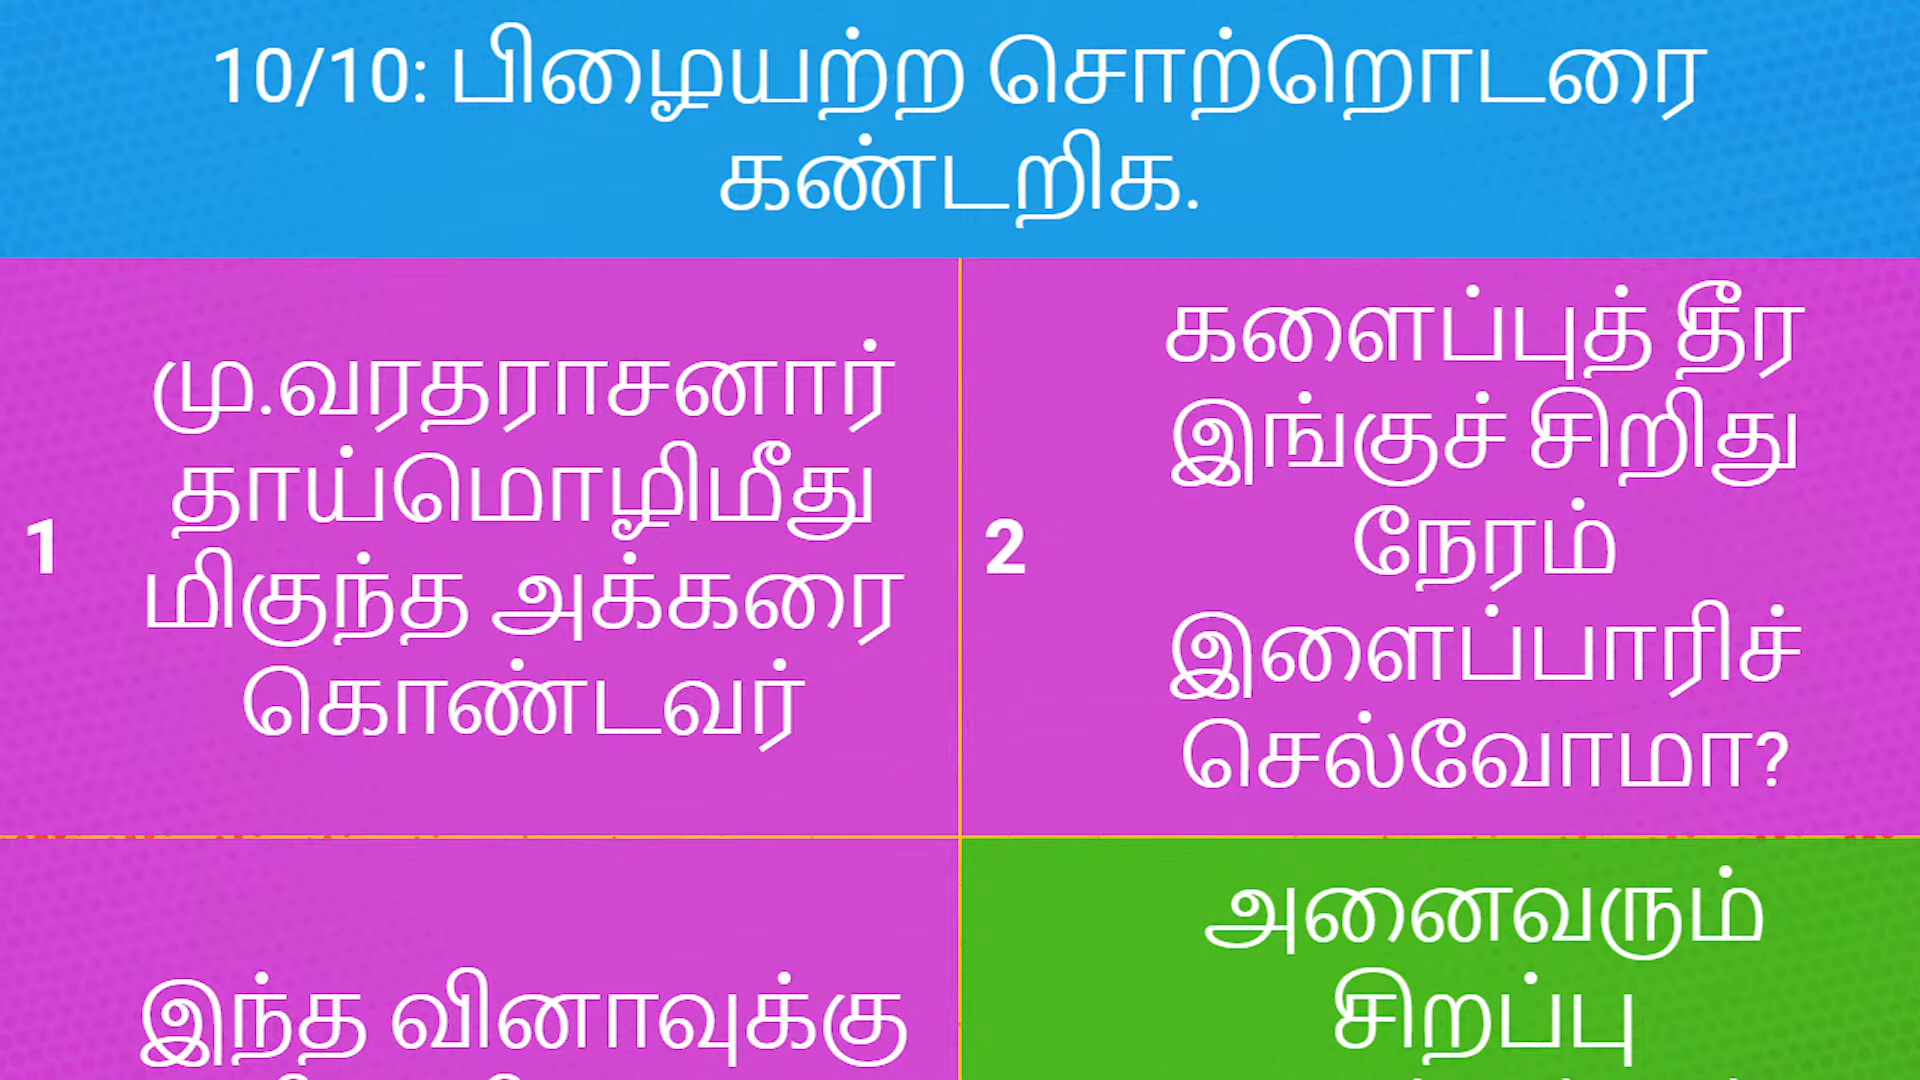 10/10: பிழையற்ற சொற்றொடரை
கண்டறிக.
மு.வரதராசனார்
தாய்மொழிமீது
மிகுந்த அக்கரை
கொண்டவர்
1
களைப்புத் தீர
இங்குச் சிறிது
நேரம்
இளைப்பாரிச்
செல்வோமா?
2
இந்த வினாவுக்கு
அனைவரும்
சிறப்பு